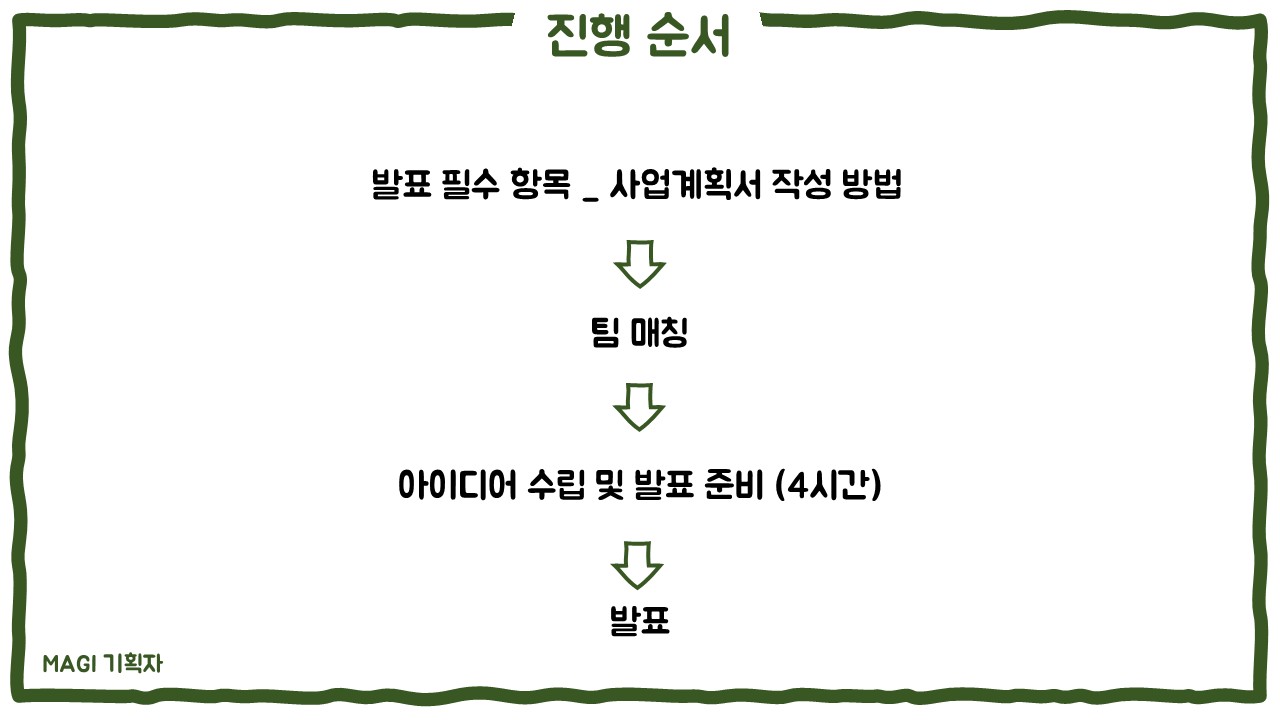 진행 순서
발표 필수 항목 _ 사업계획서 작성 방법
팀 매칭
아이디어 수립 및 발표 준비 (4시간)
발표
MAGI 기획자